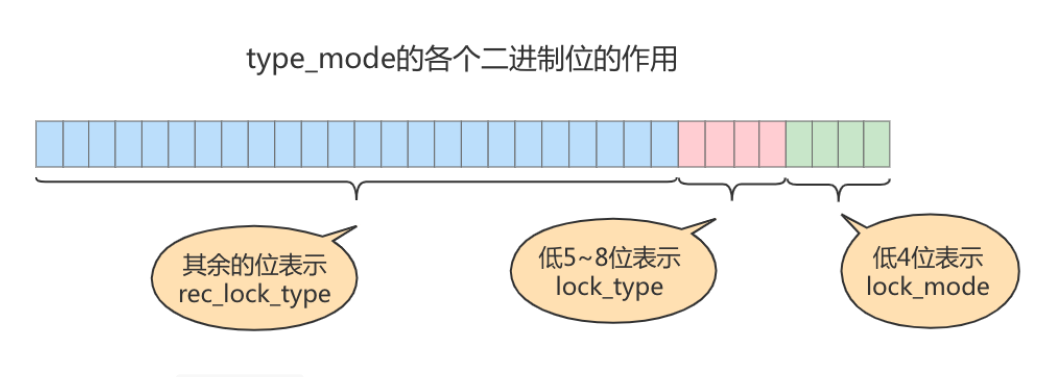 type_mode的各个二进制位的作用
其余的位表示
rec_lock_type
低5~8位表示
lock_type
低4位表示
lock_mode